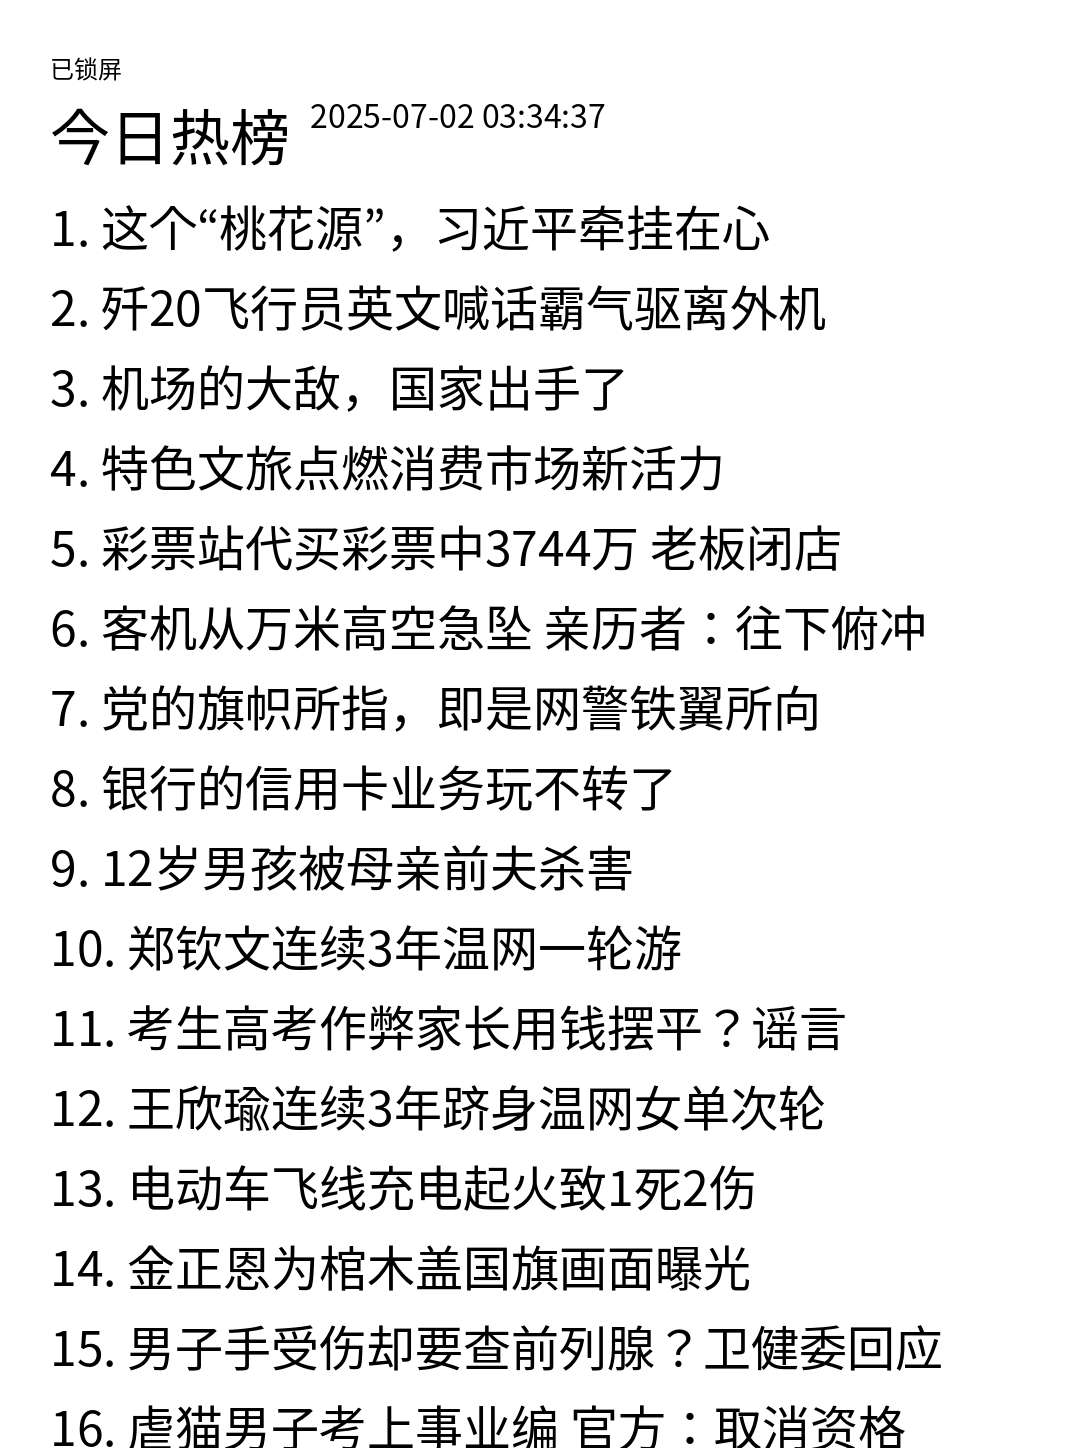 已锁屏
今日热榜 2025-07-02 03:34:37
1. 这个“桃花源”，习近平牵挂在心
2. 歼20飞行员英文喊话霸气驱离外机
3. 机场的大敌，国家出手了
4. 特色文旅点燃消费市场新活力
5. 彩票站代买彩票中3744万 老板闭店
6. 客机从万米高空急坠 亲历者：往下俯冲
7. 党的旗帜所指，即是网警铁翼所向
8. 银行的信用卡业务玩不转了
9. 12岁男孩被母亲前夫杀害
10. 郑钦文连续3年温网一轮游
11. 考生高考作弊家长用钱摆平？谣言
12. 王欣瑜连续3年跻身温网女单次轮
13. 电动车飞线充电起火致1死2伤
14. 金正恩为棺木盖国旗画面曝光
15. 男子手受伤却要查前列腺？卫健委回应
16. 虐猫男子考上事业编 官方：取消资格